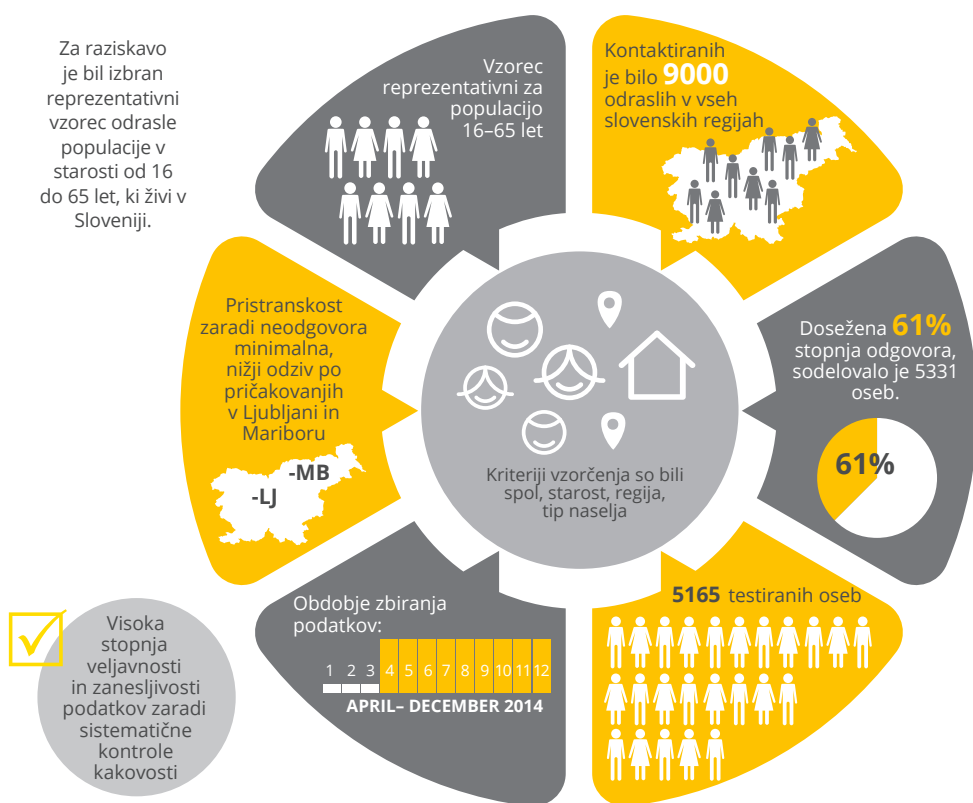 Za raziskavo
je bil izbran
reprezentativni
vzorec odrasle
populacije v
starosti od 16
do 65 let, ki živi v
Sloveniji.
Vzorec
reprezentativni za
populacijo
16–65 let
Kontaktiranih
je bilo 9000
odraslih v vseh
slovenskih regijah
Pristranskost
zaradi neodgovora
minimalna,
nižji odziv po
pričakovanjih
v Ljubljani in
Mariboru
-MB
-LJ
Kriteriji vzorčenja so bili
spol, starost, regija,
tip naselja
Dosežena 61%
stopnja odgovora,
sodelovalo je 5331
oseb.
61%
Obdobje zbiranja
podatkov:
1 2 3 4 5 6 7 8 9 10 11 12
APRIL– DECEMBER 2014
5165 testiranih oseb
Visoka
stopnja
veljavnosti
in zanesljivosti
podatkov zaradi
sistematične
kontrole
kakovosti